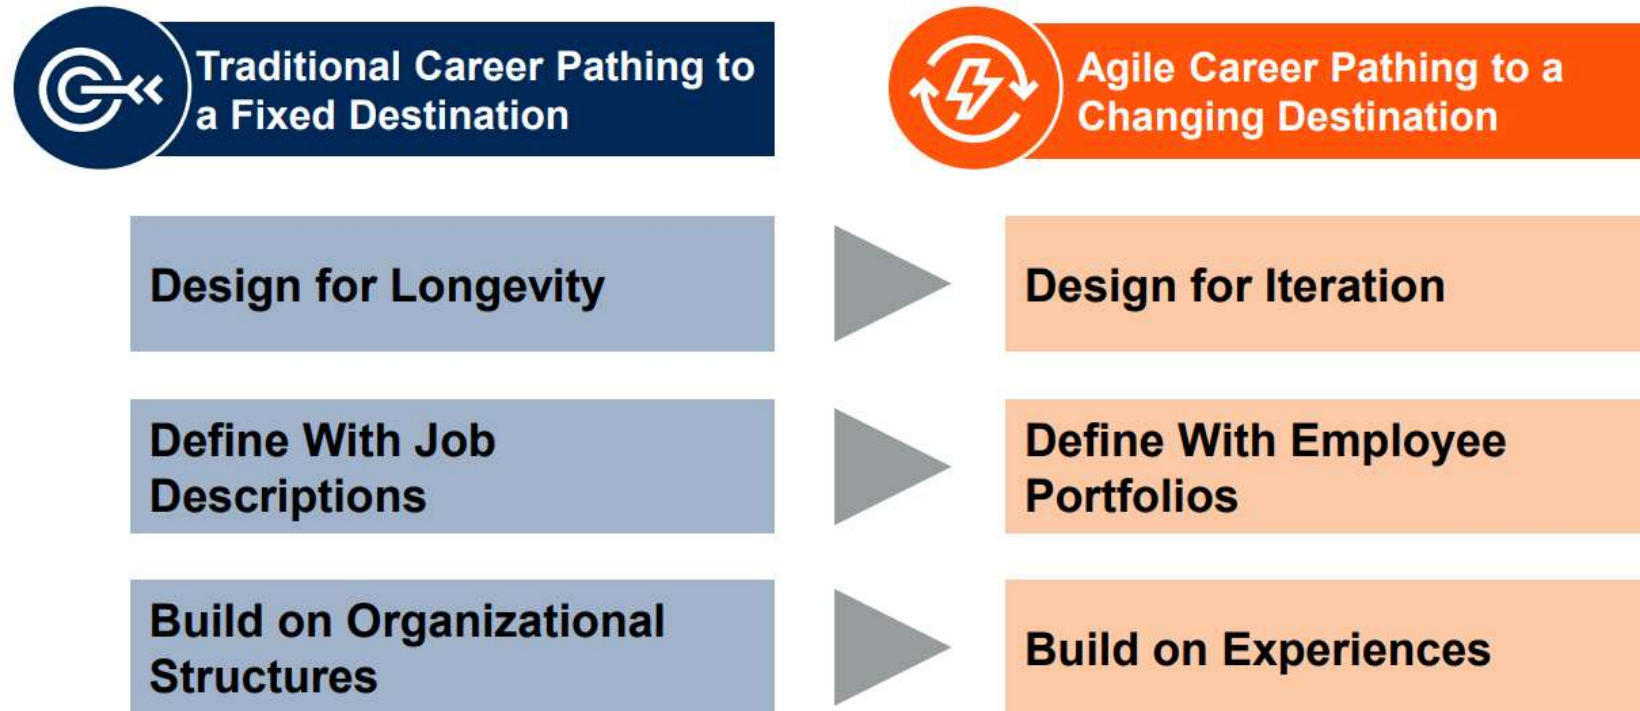 Traditional Career Pathing to
a Fixed Destination
Agile Career Pathing to a
Changing Destination
Design for Longevity
Design for Iteration
Define With Job
Descriptions
Define With Employee
Portfolios
Build on Organizational
Structures
Build on Experiences